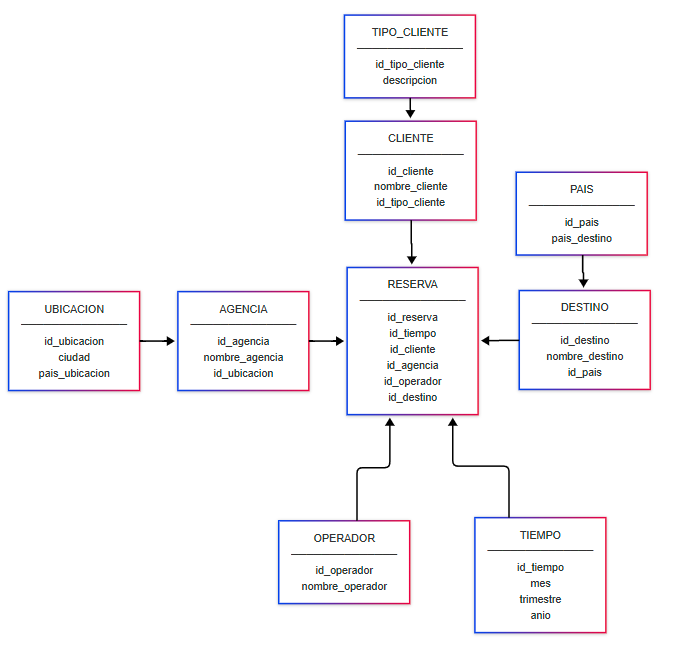 TIPO_CLIENTE
id_tipo_cliente
descripcion
CLIENTE
id_cliente
nombre_cliente
id_tipo_cliente
PAIS
id_pais
pais_destino
UBICACION
id_ubicacion
ciudad
pais_ubicacion
AGENCIA
id_agencia
nombre_agencia
id_ubicacion
RESERVA
id_reserva
id_tiempo
id_cliente
id_agencia
id_operador
id_destino
DESTINO
id_destino
nombre_destino
id_pais
OPERADOR
id_operador
nombre_operador
TIEMPO
id_tiempo
mes
trimestre
anio